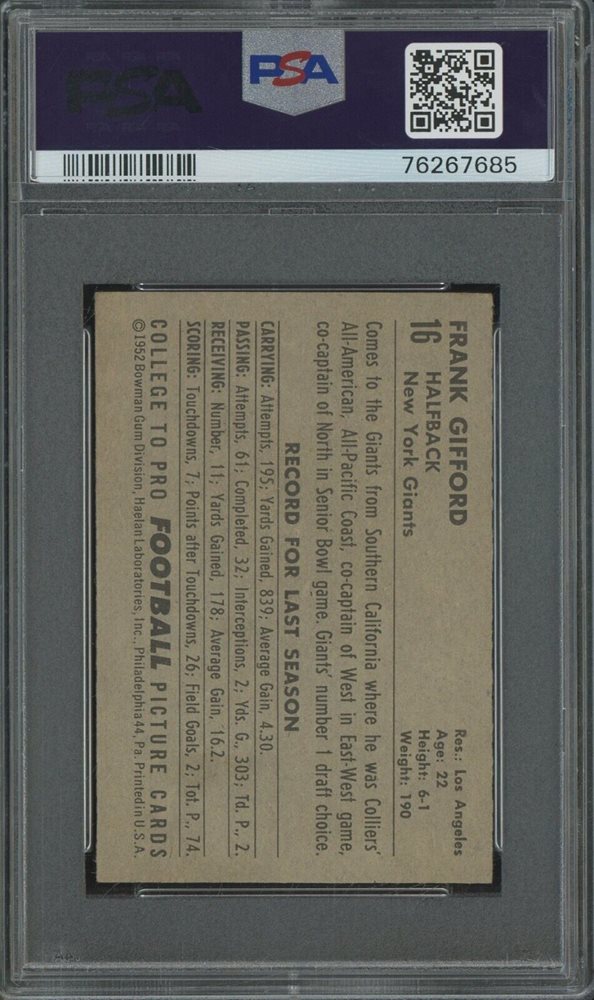 PSA
PSA
76267685
FRANK GIFFORD
16 HALFBACK
New York Giants
Res.: Los Angeles
Age: 22
Height: 6-1
Weight: 190
Comes to the Giants from Southern California where he was Colliers'
All-American, All-Pacific Coast, co-captain of West in East-West game,
co-captain of North in Senior Bowl game. Giants' number 1 draft choice.
RECORD FOR LAST SEASON
CARRYING: Attempts, 195; Yards Gained, 839; Average Gain, 4.30.
PASSING: Attempts, 61; Completed, 32; Interceptions, 2; Yds. G., 303; Td. P., 2.
RECEIVING: Number, 11; Yards Gained, 178; Average Gain, 16.2.
SCORING: Touchdowns, 7; Points after Touchdowns, 26; Field Goals, 2; Tot. P., 74.
COLLEGE TO PRO FOOTBALL PICTURE CARDS
©1952 Bowman Gum Division, Haelan Laboratories, Inc., Philadelphia 44, Pa. Printed in U.S.A.